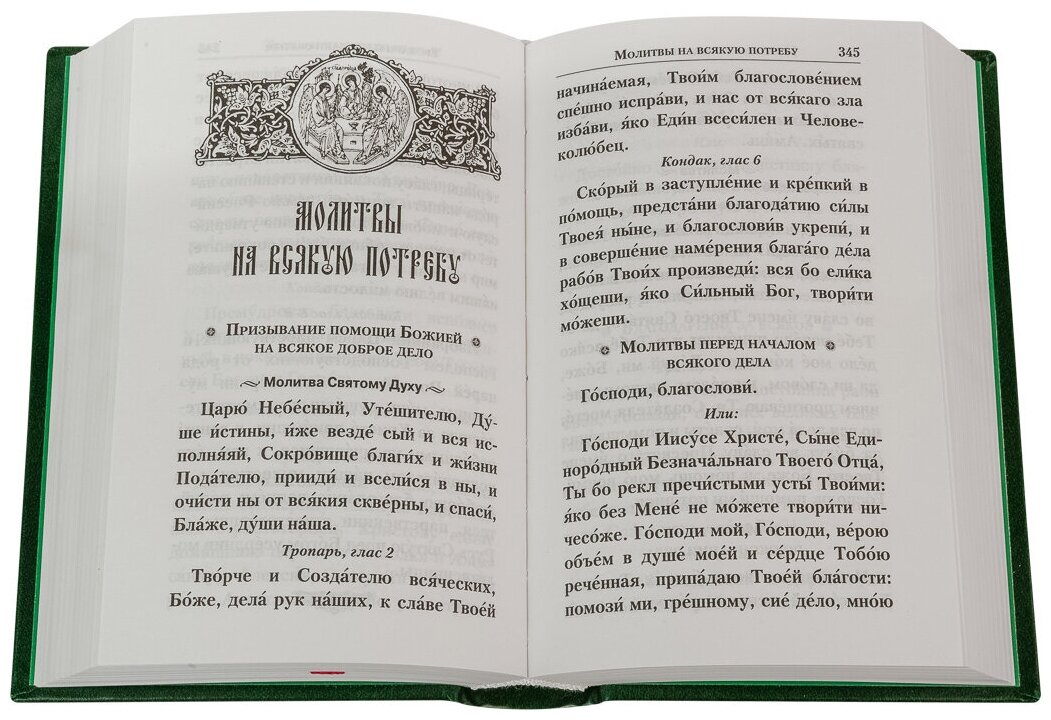 МОЛИТВЫ
НА ВСЯКУЮ ПОТРЕБУ
Призывание помощи Божией
на всякое доброе дело
Молитва Святому Духу
Царю́ Небе́сный, Уте́шителю, Ду́-
ше и́стины, и́же везде́ сый и вся ис-
полня́яй, Сокро́вище благи́х и жи́зни
Пода́телю, прииди́ и всели́ся в ны, и
очи́сти ны от вся́кия скве́рны, и спаси́,
Бла́же, ду́ши на́ша.
Тропарь, глас 2
Тво́рче и Созда́телю вся́ческих,
Бо́же, дела́ рук на́ших, к сла́ве Твое́й
Молитвы на всякую потребу 345
начина́емая, Твои́м благослове́нием
спе́шно испра́ви, и нас от вся́каго зла
изба́ви, я́ко Еди́н всеси́лен и Челове-
колю́бец.
Кондак, глас 6
Ско́рый в заступле́ние и кре́пкий в
по́мощь, предста́ни благода́тию си́лы
Твоея́ ны́не, и благослови́в укрепи́, и
в соверше́ние наме́рения блага́го де́ла
рабо́в Твои́х произведи́: вся бо ели́ка
хо́щеши, я́ко Си́льный Бог, твори́ти
мо́жеши.
Молитвы перед началом
всякого дела
Го́споди, благослови́.
Или:
Го́споди Иису́се Христе́, Сы́не Еди-
норо́дный Безнача́льнаго Твоего́ Отца́,
Ты бо рекл пречи́стыми усты́ Твои́ми:
я́ко без Мене́ не мо́жете твори́ти ни-
чесо́же. Го́споди мой, Го́споди, ве́рою
объе́м в душе́ мое́й и се́рдце Тобо́ю
рече́нная, припа́даю Твое́й бла́гости:
помози́ ми, гре́шному, сие́ де́ло, мно́ю